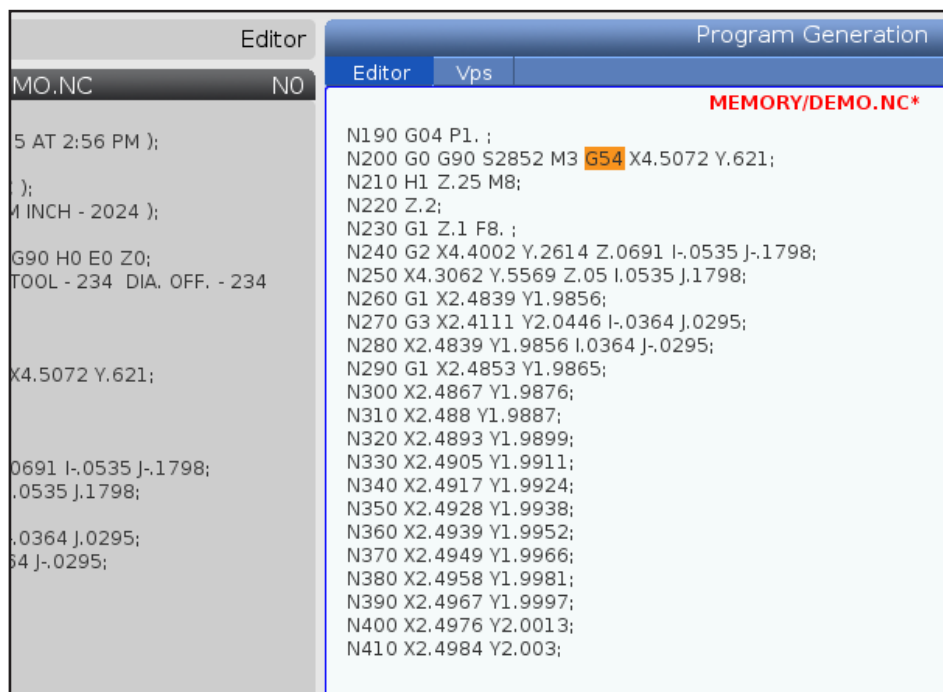 Editor
MO.NC N0
5 AT 2:56 PM );
);
M INCH - 2024 );
G90 H0 E0 Z0;
TOOL - 234 DIA. OFF. - 234
X4.5072 Y.621;
.0691 I-.0535 J-.1798;
.0535 J.1798;
.0364 J.0295;
64 J-.0295;
Program Generation
Editor Vps
MEMORY/DEMO.NC*
N190 G04 P1. ;
N200 G0 G90 S2852 M3 G54 X4.5072 Y.621;
N210 H1 Z.25 M8;
N220 Z.2;
N230 G1 Z.1 F8. ;
N240 G2 X4.4002 Y.2614 Z.0691 I-.0535 J-.1798;
N250 X4.3062 Y.5569 Z.05 I.0535 J.1798;
N260 G1 X2.4839 Y1.9856;
N270 G3 X2.4111 Y2.0446 I-.0364 J.0295;
N280 X2.4839 Y1.9856 I.0364 J-.0295;
N290 G1 X2.4853 Y1.9865;
N300 X2.4867 Y1.9876;
N310 X2.488 Y1.9887;
N320 X2.4893 Y1.9899;
N330 X2.4905 Y1.9911;
N340 X2.4917 Y1.9924;
N350 X2.4928 Y1.9938;
N360 X2.4939 Y1.9952;
N370 X2.4949 Y1.9966;
N380 X2.4958 Y1.9981;
N390 X2.4967 Y1.9997;
N400 X2.4976 Y2.0013;
N410 X2.4984 Y2.003;